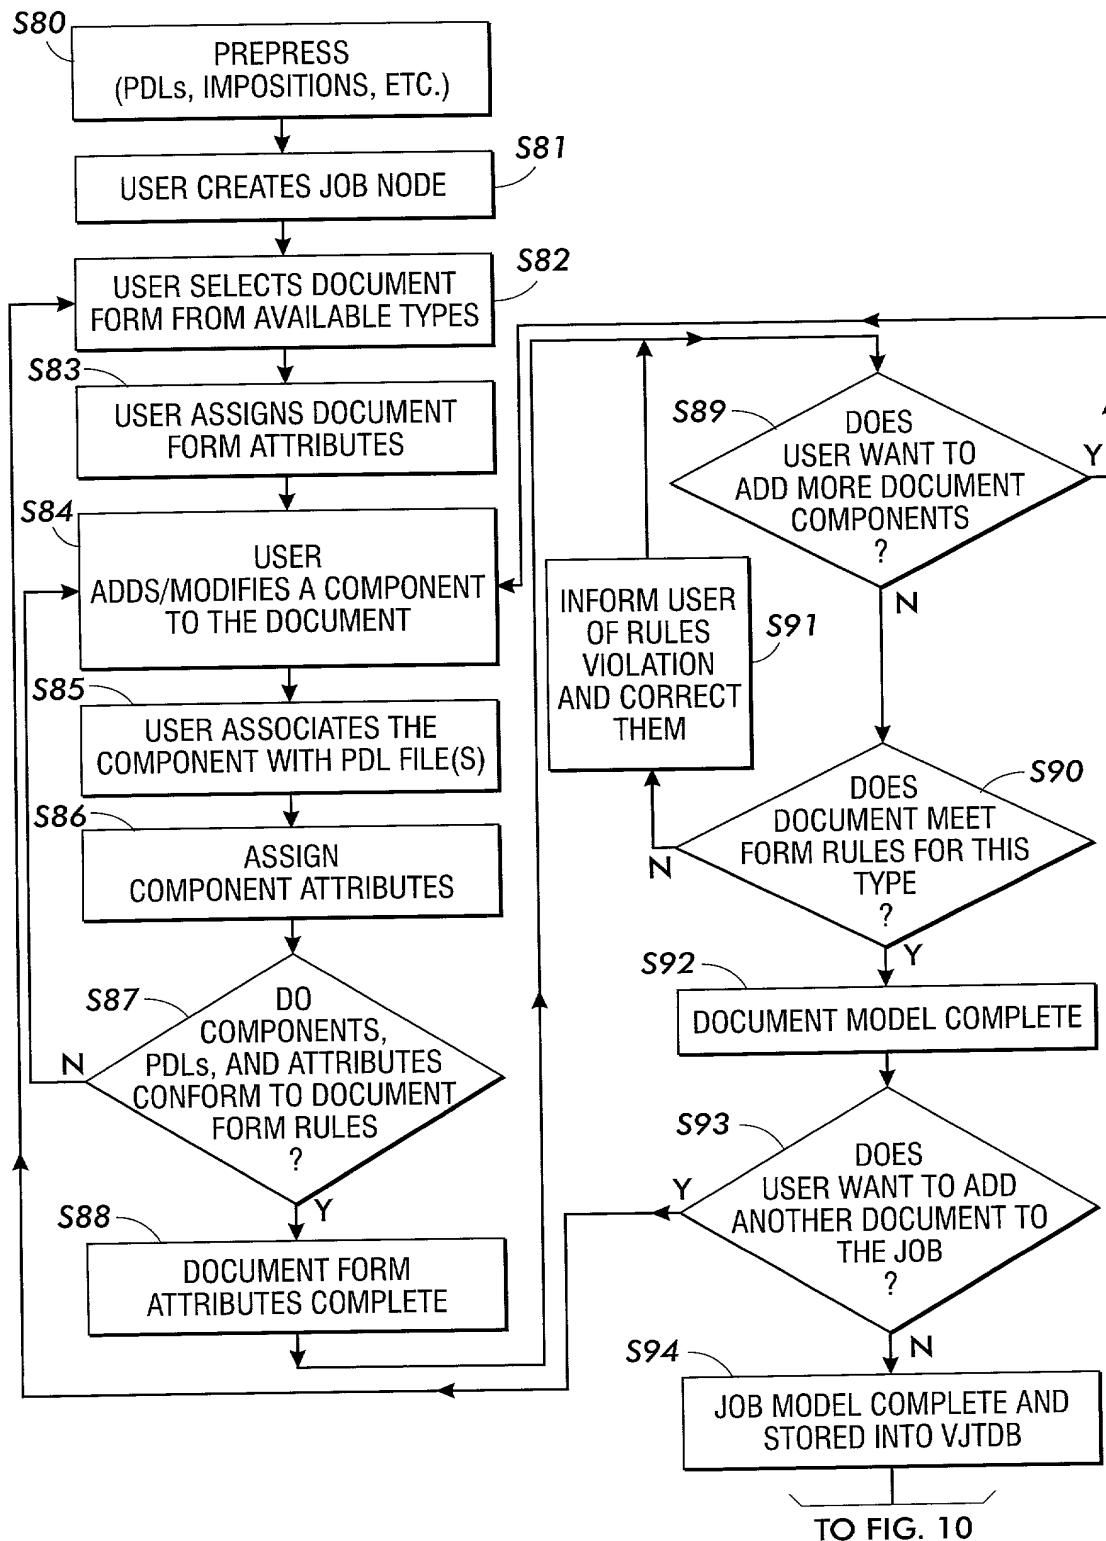 S80
PREPRESS
(PDLs, IMPOSITIONS, ETC.)
S81
USER CREATES JOB NODE
S82
USER SELECTS DOCUMENT
FORM FROM AVAILABLE TYPES
S83
USER ASSIGNS DOCUMENT
FORM ATTRIBUTES
S84
USER
ADDS/MODIFIES A COMPONENT
TO THE DOCUMENT
S85
USER ASSOCIATES THE
COMPONENT WITH PDL FILE(S)
S86
ASSIGN
COMPONENT ATTRIBUTES
S87
DO
COMPONENTS,
PDLs, AND ATTRIBUTES
CONFORM TO DOCUMENT
FORM RULES
?
N
Y
S88
DOCUMENT FORM
ATTRIBUTES COMPLETE
S89
DOES
USER WANT TO
ADD MORE DOCUMENT
COMPONENTS
?
Y
N
S91
INFORM USER
OF RULES
VIOLATION
AND CORRECT
THEM
S90
DOES
DOCUMENT MEET
FORM RULES FOR THIS
TYPE
?
N
Y
S92
DOCUMENT MODEL COMPLETE
S93
DOES
USER WANT TO ADD
ANOTHER DOCUMENT TO
THE JOB
?
Y
N
S94
JOB MODEL COMPLETE AND
STORED INTO VJTDB
TO FIG. 10